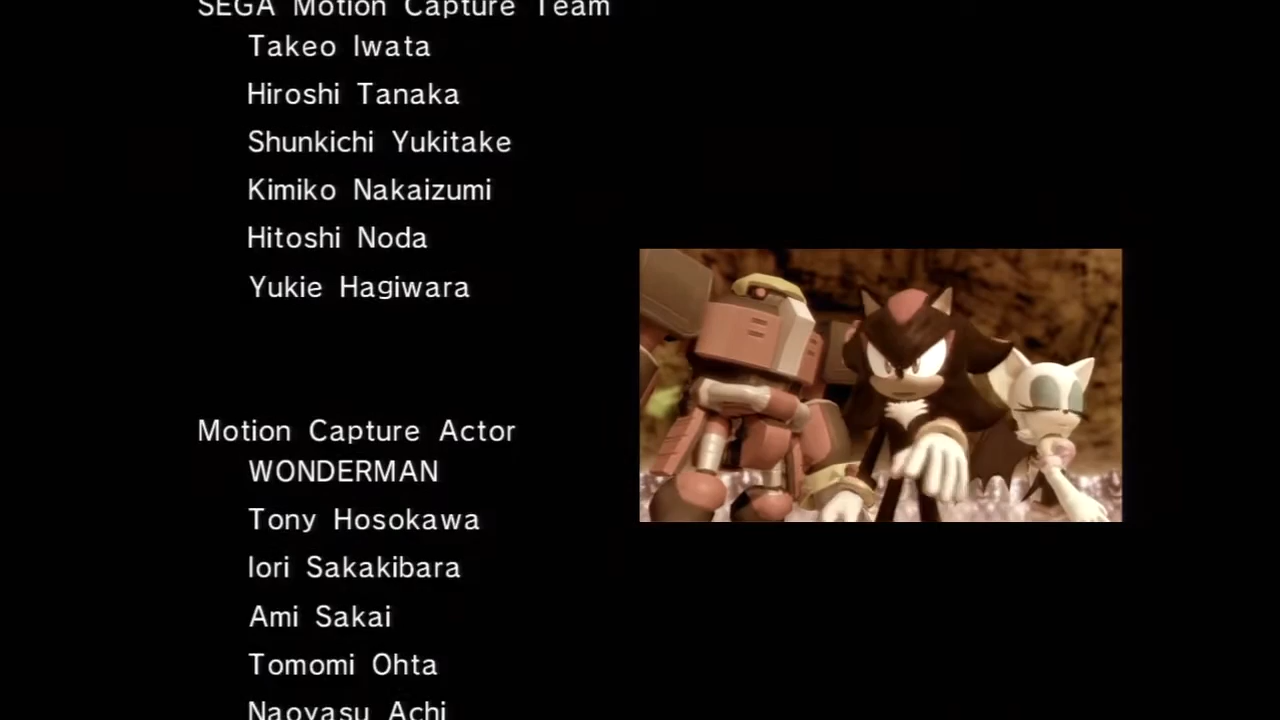 SEGA Motion Capture Team
Takeo Iwata
Hiroshi Tanaka
Shunkichi Yukitake
Kimiko Nakaizumi
Hitoshi Noda
Yukie Hagiwara
Motion Capture Actor
WONDERMAN
Tony Hosokawa
Iori Sakakibara
Ami Sakai
Tomomi Ohta
Naoyasu Achi